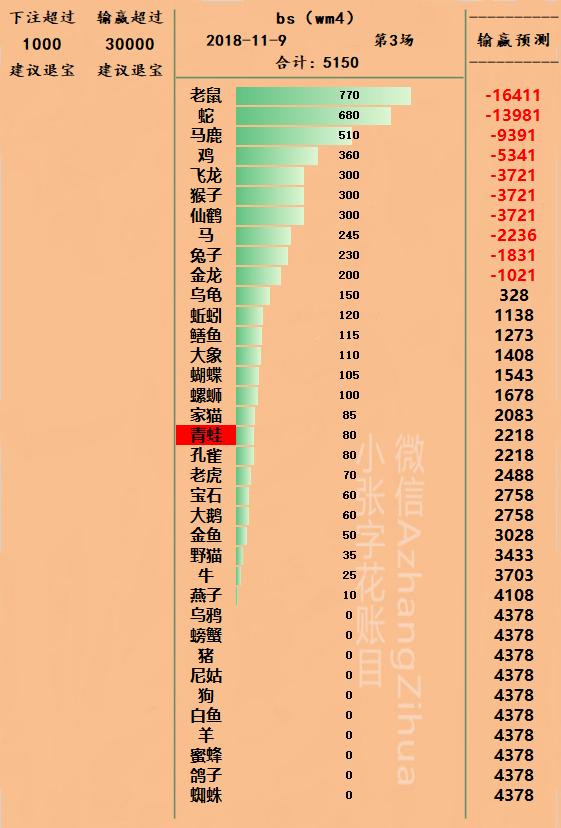 下注超过 输赢超过
1000 30000
建议退宝 建议退宝
bs（wm4）
2018-11-9 第3场
合计：5150
输赢预测
老鼠 770 -16411
蛇 680 -13981
马鹿 510 -9391
鸡 360 -5341
飞龙 300 -3721
猴子 300 -3721
仙鹤 300 -3721
马 245 -2236
兔子 230 -1831
金龙 200 -1021
乌龟 150 328
蚯蚓 120 1138
鳝鱼 115 1273
大象 110 1408
蝴蝶 105 1543
螺蛳 100 1678
家猫 85 2083
青蛙 80 2218
孔雀 80 2218
老虎 70 2488
宝石 60 2758
大鹅 60 2758
金鱼 50 3028
野猫 35 3433
牛 25 3703
燕子 10 4108
乌鸦 0 4378
螃蟹 0 4378
猪 0 4378
尼姑 0 4378
狗 0 4378
白鱼 0 4378
羊 0 4378
蜜蜂 0 4378
鸽子 0 4378
蜘蛛 0 4378
微信Azhangzihua
小张字花账目